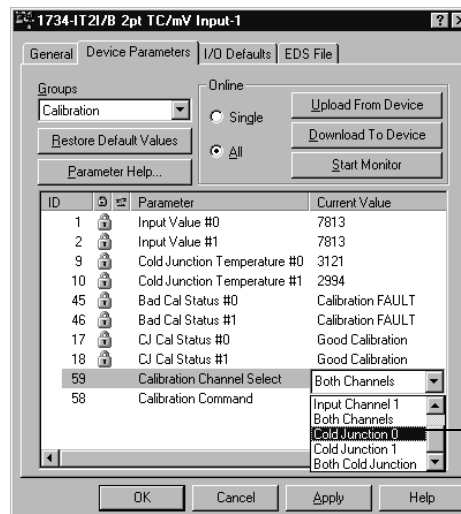 1734-IT2I/B 2pt TC/mV Input-1
General Device Parameters I/O Defaults EDS File
Groups
Calibration
Restore Default Values
Parameter Help...
Online
Single
All
Upload From Device
Download To Device
Start Monitor
ID Parameter Current Value
1 Input Value #0 7813
2 Input Value #1 7813
9 Cold Junction Temperature #0 3121
10 Cold Junction Temperature #1 2994
45 Bad Cal Status #0 Calibration FAULT
46 Bad Cal Status #1 Calibration FAULT
17 CJ Cal Status #0 Good Calibration
18 CJ Cal Status #1 Good Calibration
59 Calibration Channel Select Both Channels
58 Calibration Command
Input Channel 1
Both Channels
Cold Junction 0
Cold Junction 1
Both Cold Junction
OK Cancel Apply Help